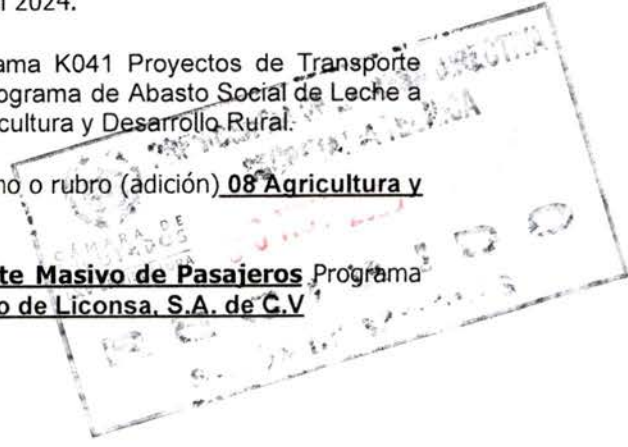 n 2024.
ama K041 Proyectos de Transporte
ograma de Abasto Social de Leche a
cultura y Desarrollo Rural.
no o rubro (adición) 08 Agricultura y
CÁMARA DE
DIPUTADOS
te Masivo de Pasajeros Programa
o de Liconsa, S.A. de C.V